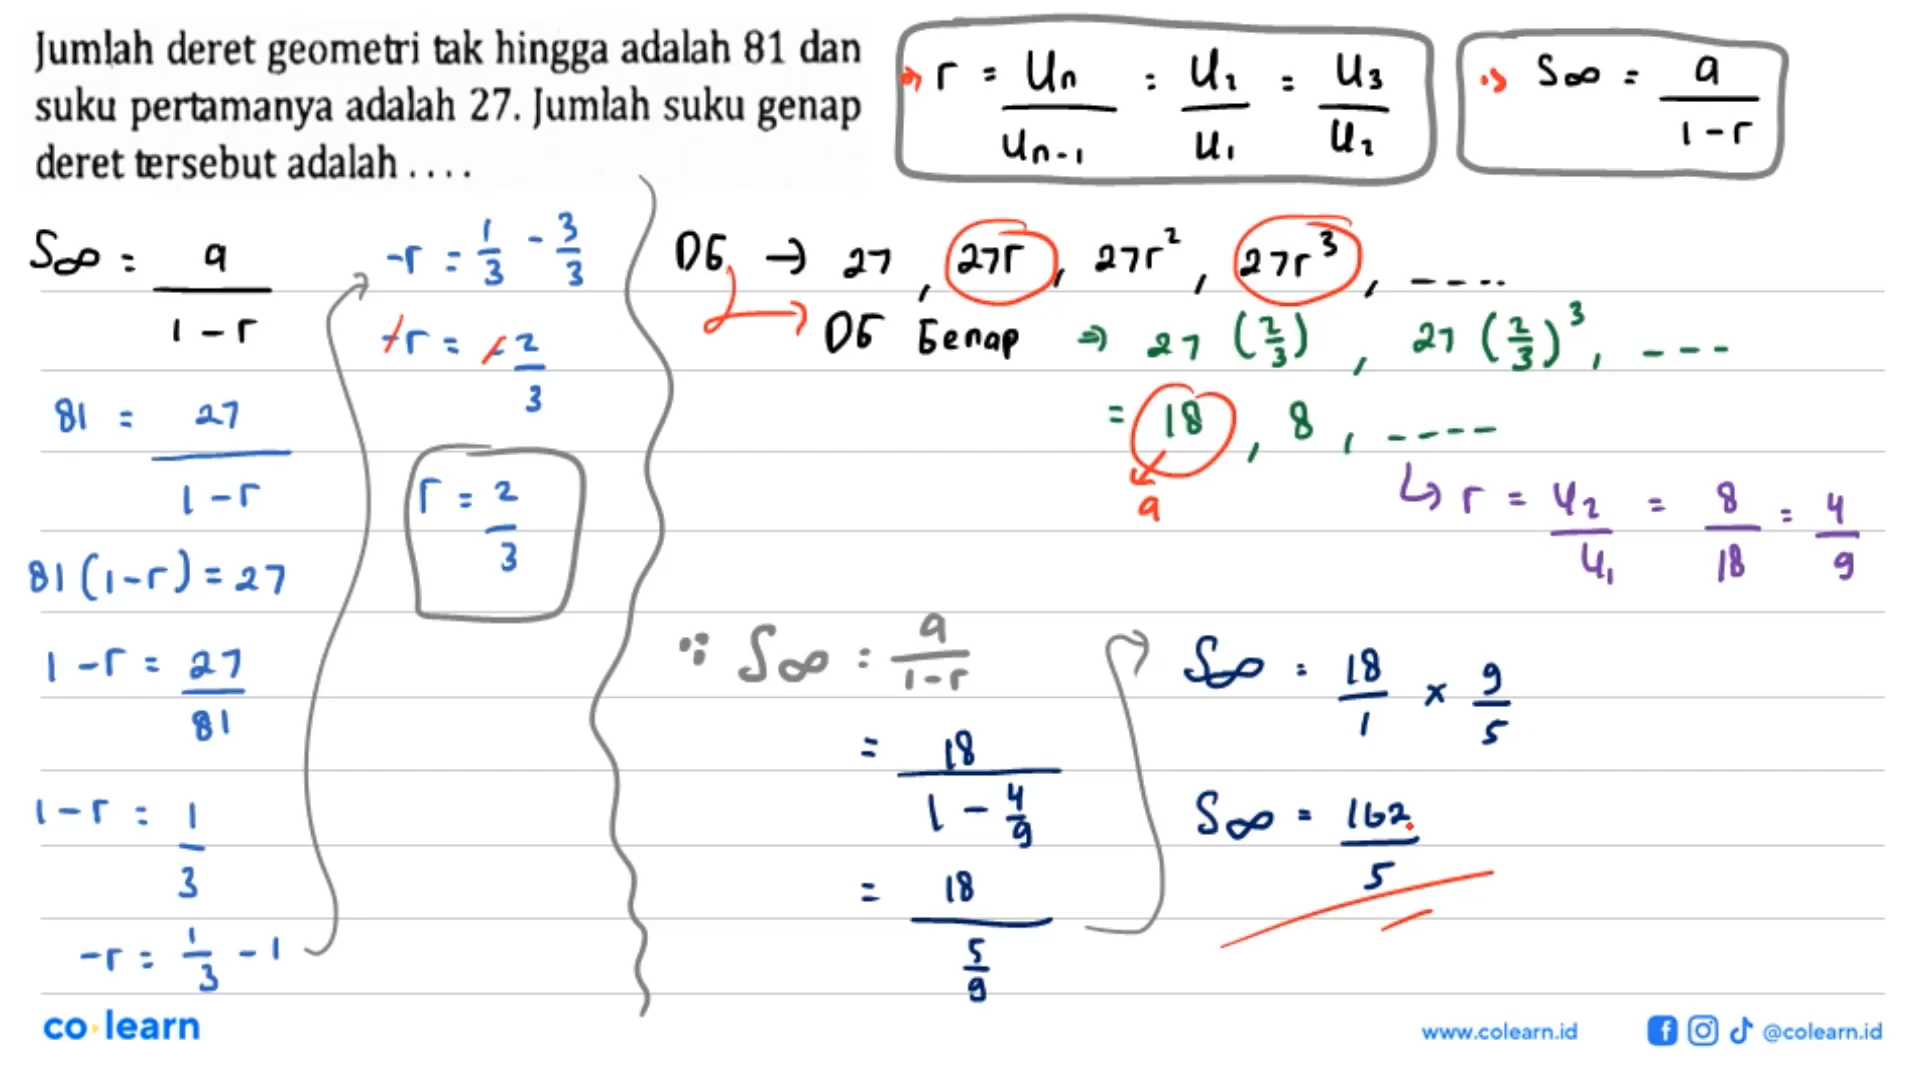 Jumlah deret geometri tak hingga adalah 81 dan
suku pertamanya adalah 27. Jumlah suku genap
deret tersebut adalah ....
r = Un/Un-1 = U2/U1 = U3/U2
S∞ = a/1-r
S∞ = a/1-r
81 = 27/1-r
81(1-r) = 27
1-r = 27/81
1-r = 1/3
-r = 1/3 - 1
-r = 1/3 - 3/3
-r = -2/3
r = 2/3
DG → 27, 27r, 27r², 27r³, ----
DG Genap ⇒ 27(2/3), 27(2/3)³, ---
= 18, 8, ----
a
↳ r = U2/U1 = 8/18 = 4/9
S∞ = a/1-r
= 18/1 - 4/9
= 18/5/9
S∞ = 18/1 x 9/5
S∞ = 162/5
co learn
www.colearn.id
@colearn.id